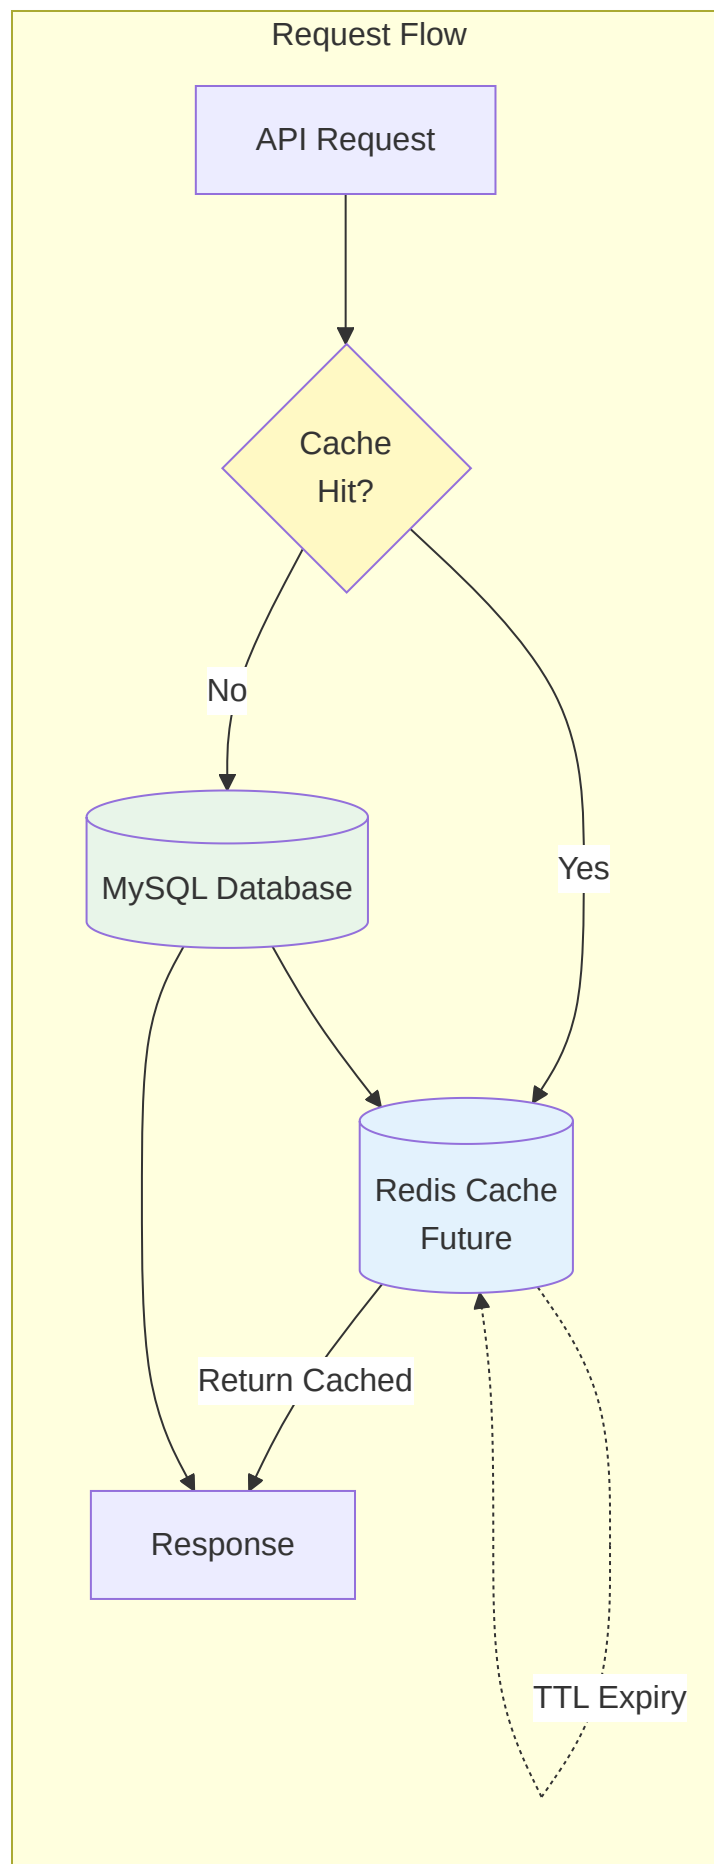 Request Flow
API Request
Cache
Hit?
No
MySQL Database
Yes
Redis Cache
Future
Return Cached
Response
TTL Expiry